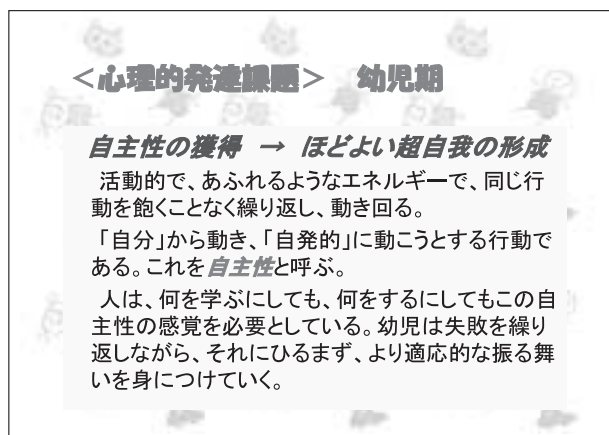 ＜心理的発達課題＞　幼児期
自主性の獲得　→　ほどよい超自我の形成
　活動的で、あふれるようなエネルギーで、同じ行
動を飽くことなく繰り返し、動き回る。
　「自分」から動き、「自発的」に動こうとする行動で
ある。これを自主性と呼ぶ。
　人は、何を学ぶにしても、何をするにしてもこの自
主性の感覚を必要としている。幼児は失敗を繰り
返しながら、それにひるまず、より適応的な振る舞
いを身につけていく。